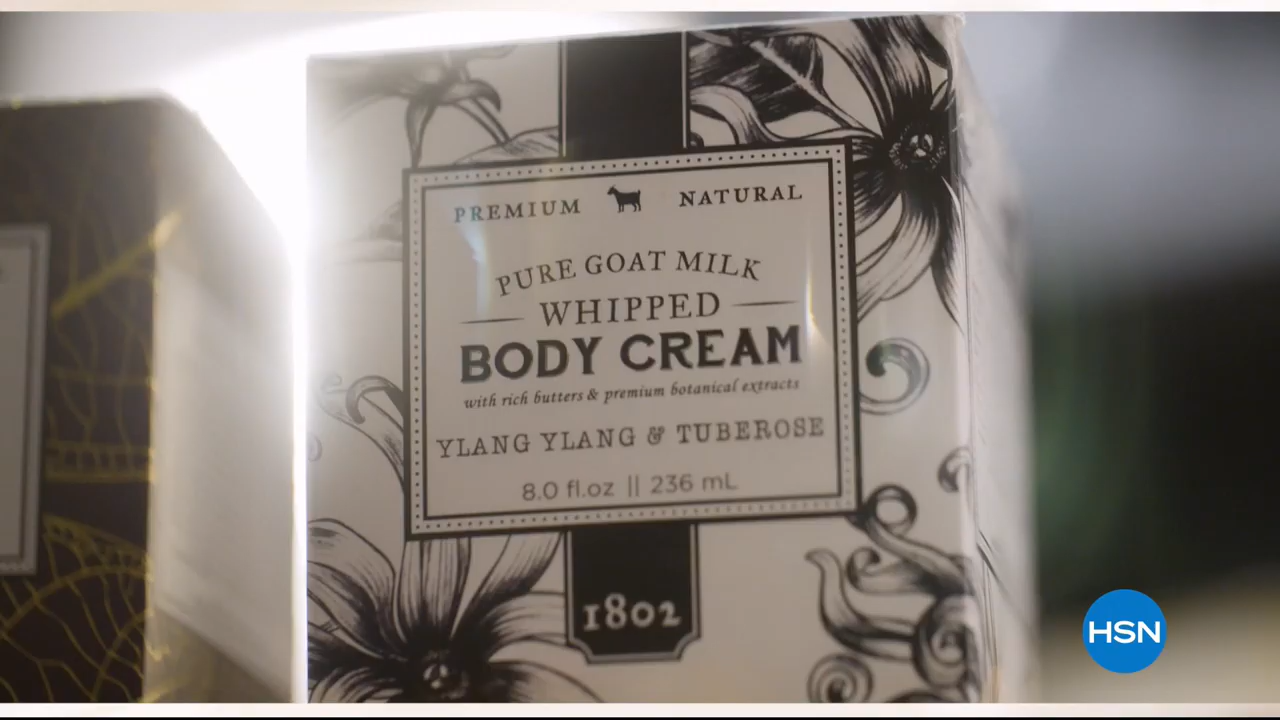 PREMIUM NATURAL
PURE GOAT MILK
WHIPPED
BODY CREAM
with rich butters & premium botanical extracts
YLANG YLANG & TUBEROSE
8.0 fl.oz || 236 mL
1802
HSN